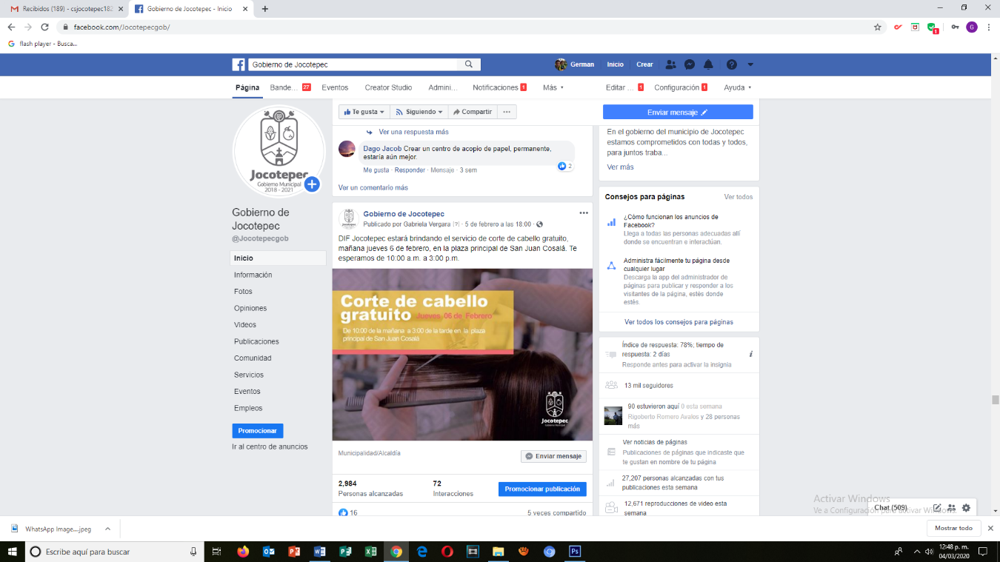 Recibidos (189) - csjocotepec182
Gobierno de Jocotepec - Inicio
facebook.com/Jocotepecgob/
flash player - Busca...
Gobierno de Jocotepec
German
Inicio
Crear
Página
Bande... 27
Eventos
Creator Studio
Admini...
Notificaciones 1
Más
Editar ... 1
Configuración 1
Ayuda
Jocotepec
Gobierno Municipal
2018 - 2021
Gobierno de
Jocotepec
@Jocotepecgob
Inicio
Información
Fotos
Opiniones
Videos
Publicaciones
Comunidad
Servicios
Eventos
Empleos
Promocionar
Ir al centro de anuncios
Te gusta
Siguiendo
Compartir
Ver una respuesta más
Dago Jacob Crear un centro de acopio de papel, permanente,
estaría aún mejor.
2
Me gusta · Responder · Mensaje · 3 sem
Ver un comentario más
Gobierno de Jocotepec
Publicado por Gabriela Vergara [?] · 5 de febrero a las 18:00 ·
DIF Jocotepec estará brindando el servicio de corte de cabello gratuito,
mañana jueves 6 de febrero, en la plaza principal de San Juan Cosalá. Te
esperamos de 10:00 a.m. a 3:00 p.m.
Corte de cabello
gratuito Jueves 06 de Febrero
De 10:00 de la mañana a 3:00 de la tarde en la plaza
principal de San Juan Cosalá
Jocotepec
Gobierno Municipal
Municipalidad/Alcaldía
Enviar mensaje
2,984
Personas alcanzadas
72
Interacciones
Promocionar publicación
16
5 veces compartido
Enviar mensaje
En el gobierno del municipio de Jocotepec
estamos comprometidos con todas y todos,
para juntos traba...
Ver más
Consejos para páginas
Ver todos
¿Cómo funcionan los anuncios de
Facebook?
Llega a todas las personas adecuadas allí
donde se encuentran e interactúan.
Administra fácilmente tu página desde
cualquier lugar
Descarga la app del administrador de
páginas para publicar y responder a los
visitantes de la página, estés donde
estés.
Ver todos los consejos para páginas
Índice de respuesta: 78%; tiempo de
respuesta: 2 días
Responde antes para activar la insignia
13 mil seguidores
90 estuvieron aquí 0 esta semana
Rigoberto Romero Avalos y 28 personas
más
Ver noticias de páginas
Publicaciones de páginas que indicaste que
te gustan en nombre de tu página
27,207 personas alcanzadas con tus
publicaciones esta semana
12,671 reproducciones de video esta
semana
Activar Windows
Ve a Configuración para activar Windows.
Chat (509)
WhatsApp Image....jpeg
Mostrar todo
Escribe aquí para buscar
12:48 p. m.
04/03/2020